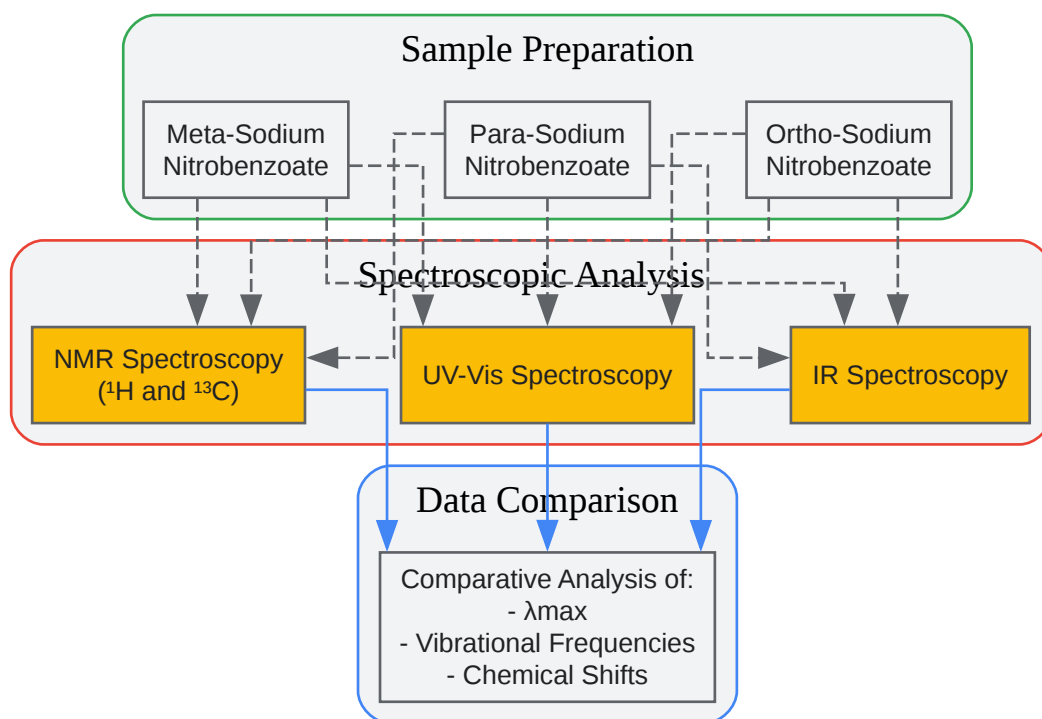 Sample Preparation
Meta-Sodium
Nitrobenzoate
Para-Sodium
Nitrobenzoate
Ortho-Sodium
Nitrobenzoate
Spectroscopic Analysis
NMR Spectroscopy
(¹H and ¹³C)
UV-Vis Spectroscopy
IR Spectroscopy
Data Comparison
Comparative Analysis of:
- λmax
- Vibrational Frequencies
- Chemical Shifts